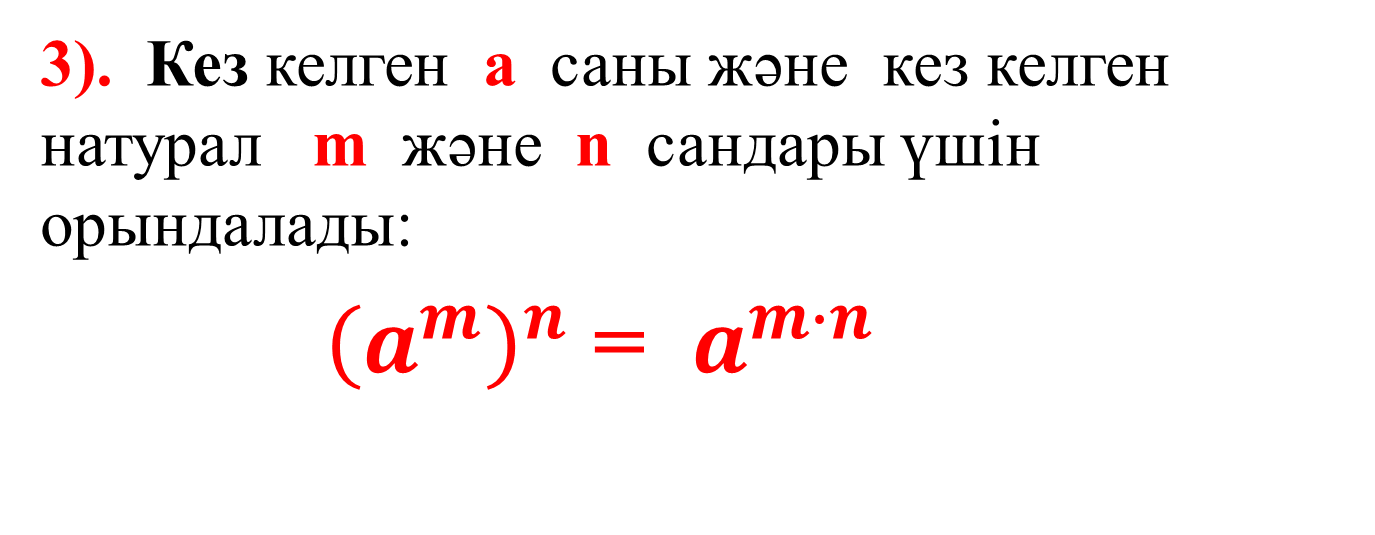 3). Кез келген a саны және кез келген
натурал m және n сандары үшін
орындалады:
(a^m)^n = a^{m·n}